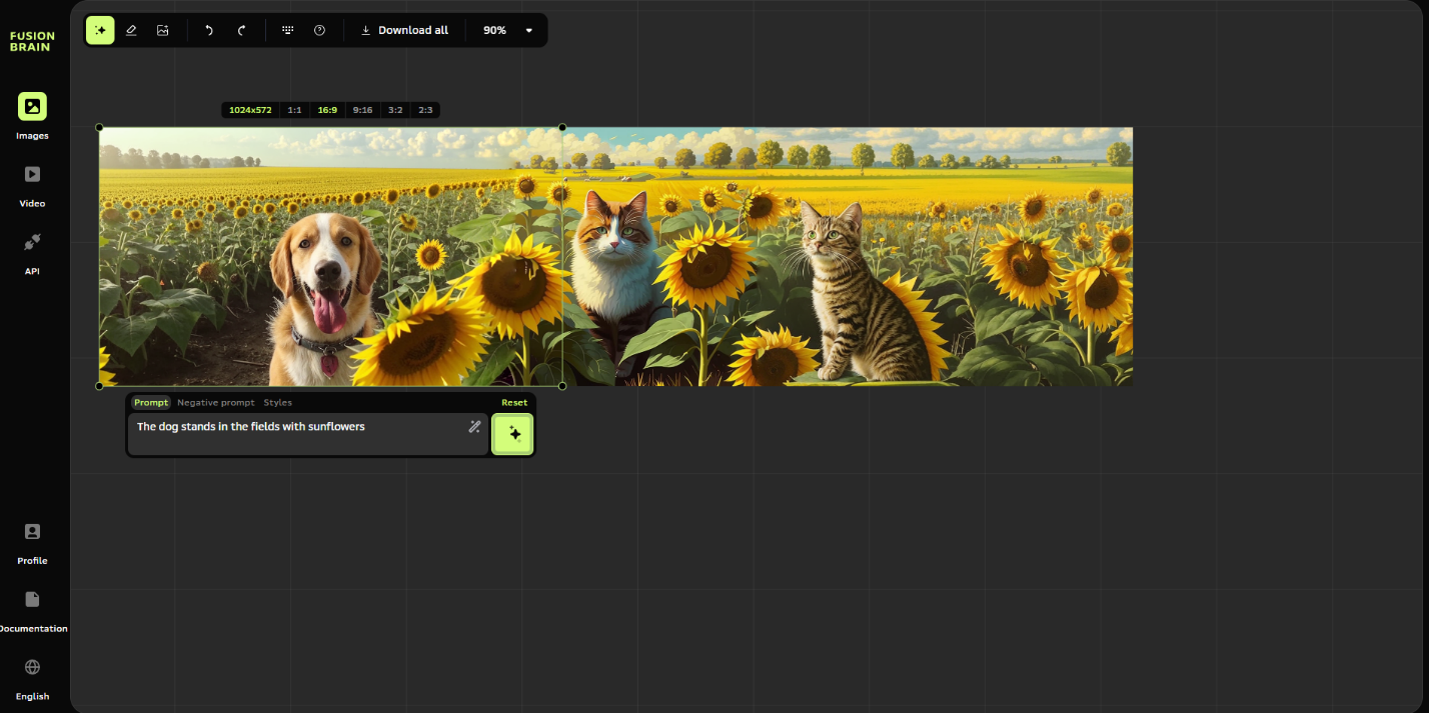 FUSION
BRAIN
Download all
90%
Images
1024x572 1:1 16:9 9:16 3:2 2:3
Video
API
Prompt Negative prompt Styles Reset
The dog stands in the fields with sunflowers
Profile
Documentation
English